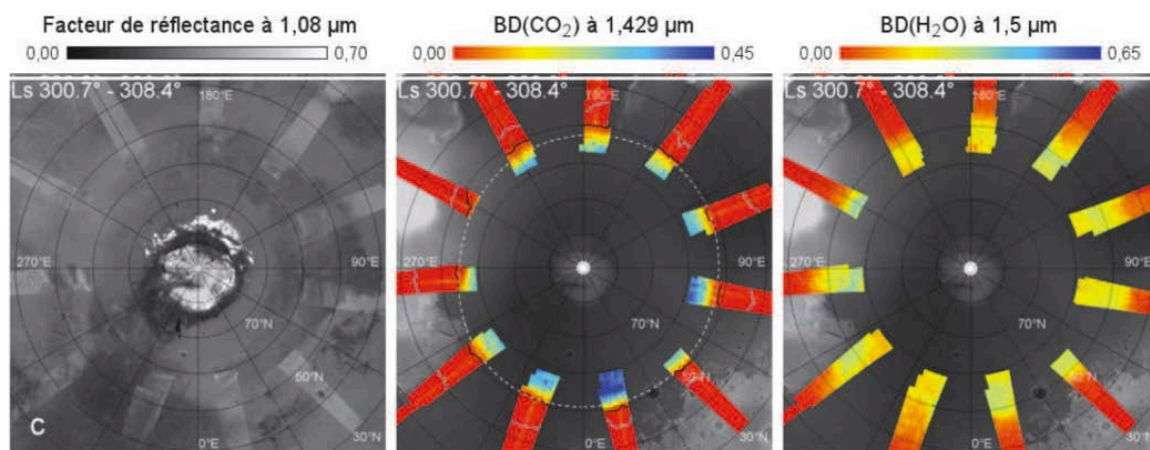 Facteur de réflectance à 1,08 µm
0,00 0,70
Ls 300.7° - 308.4°
180°E
270°E
90°E
70°N
50°N
0°E
30°N
C
BD(CO₂) à 1,429 µm
0,00 0,45
Ls 300.7° - 308.4°
180°E
270°E
90°E
70°N
0°E
30°N
BD(H₂O) à 1,5 µm
0,00 0,65
Ls 300.7° - 308.4°
180°E
270°E
90°E
70°N
0°E
30°N